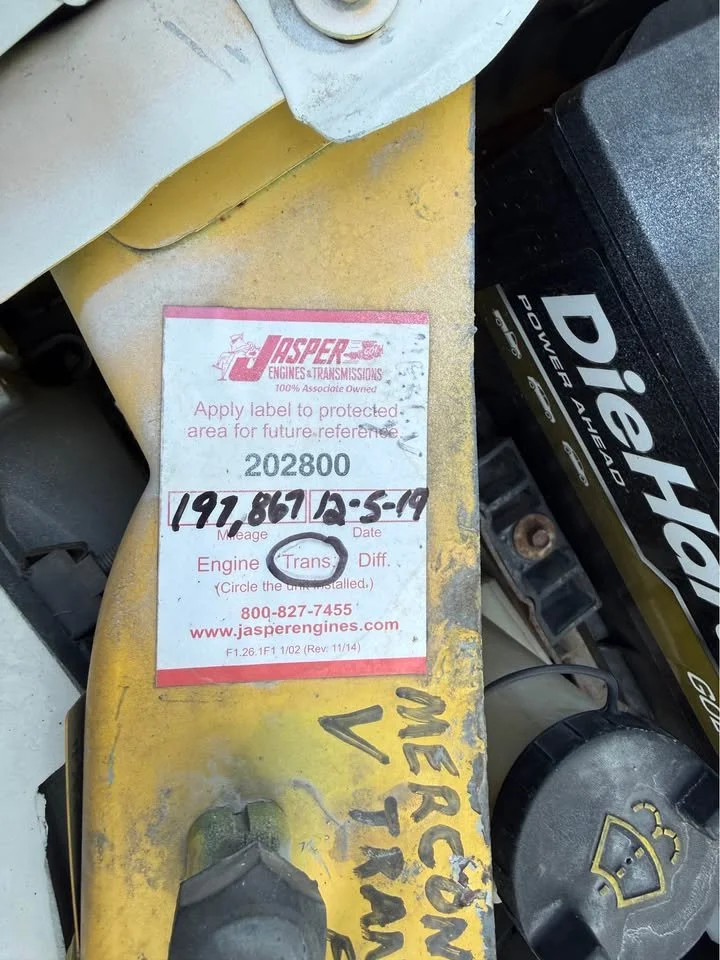 JASPER
ENGINES & TRANSMISSIONS
100% Associate Owned
Apply label to protected
area for future reference
202800
197,867 12-5-19
Mileage Date
Engine Trans. Diff.
(Circle the unit installed.)
800-827-7455
www.jasperengines.com
F1.26.1F1 1/02 (Rev. 11/14)
MERCON
V TRAN
DieHar
POWER AHEAD